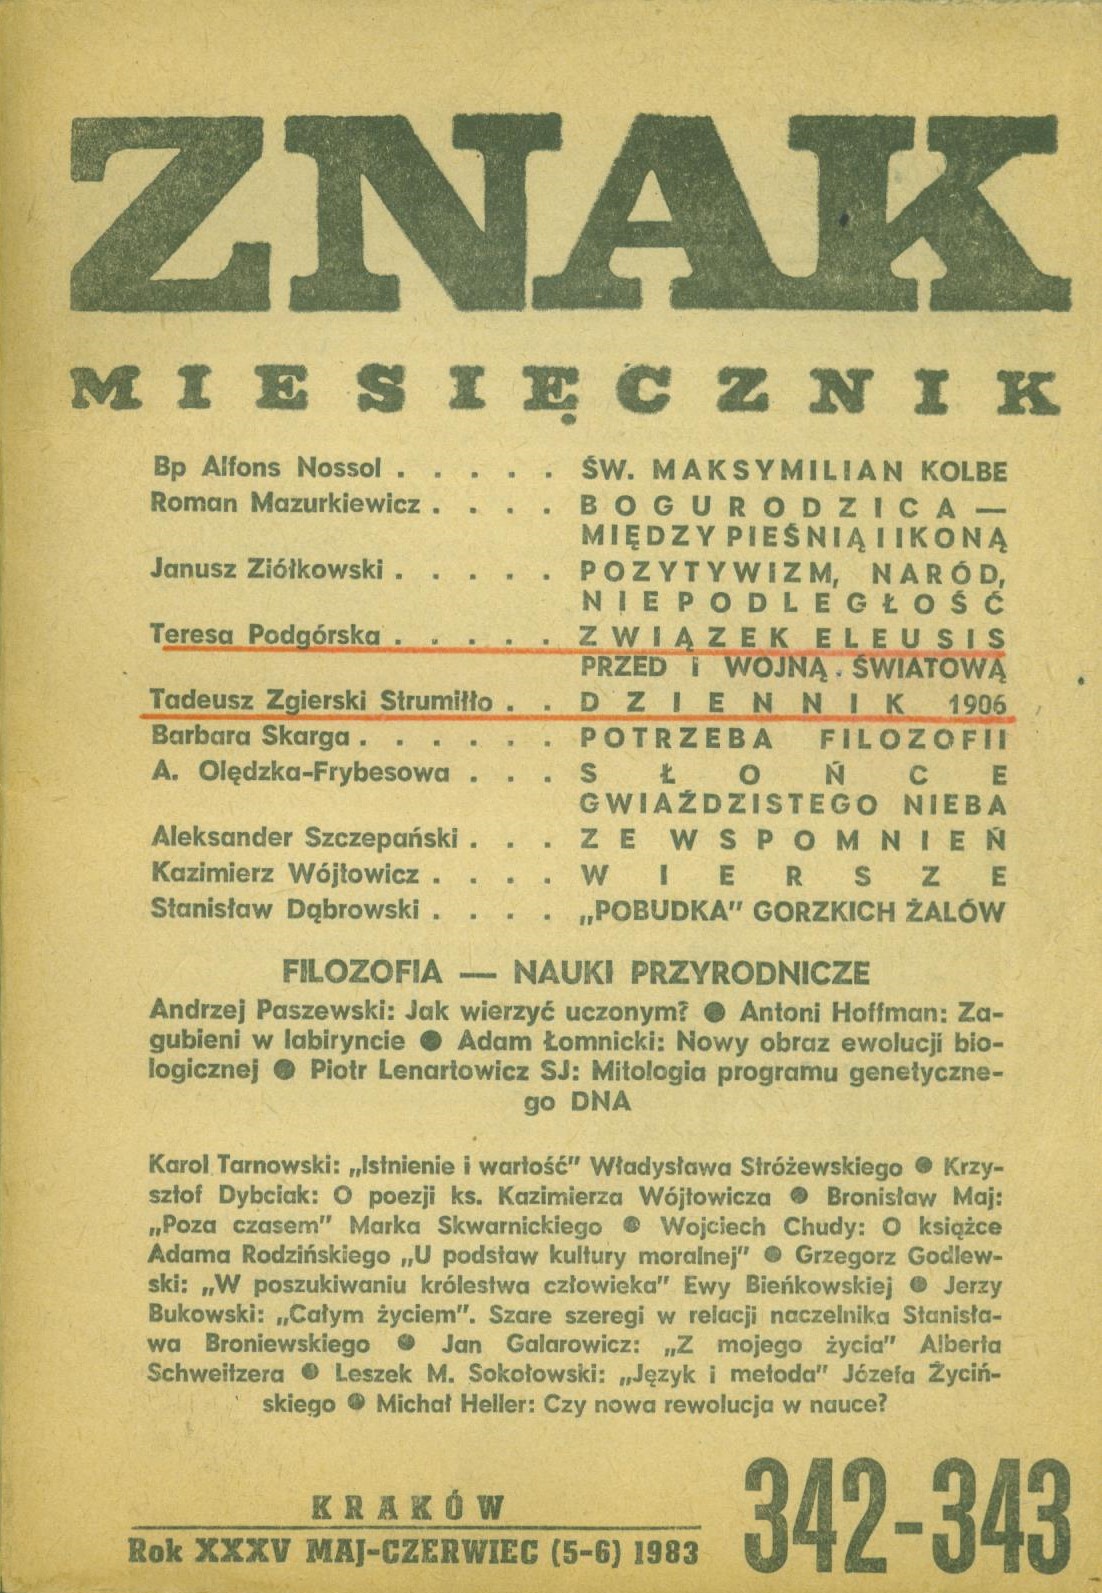 ZNAK
MIESIĘCZNIK
Bp Alfons Nossol . . . . . ŚW. MAKSYMILIAN KOLBE
Roman Mazurkiewicz . . . . BOGURODZICA —
MIĘDZY PIEŚNIĄ I IKONĄ
Janusz Ziółkowski . . . . . POZYTYWIZM, NARÓD,
NIEPODLEGŁOŚĆ
Teresa Podgórska . . . . . ZWIĄZEK ELEUSIS
PRZED I WOJNĄ ŚWIATOWĄ
Tadeusz Zgierski Strumiłło . . DZIENNIK 1906
Barbara Skarga . . . . . . POTRZEBA FILOZOFII
A. Olędzka-Frybesowa . . . SŁOŃCE
GWIAŹDZISTEGO NIEBA
Aleksander Szczepański . . . ZE WSPOMNIEŃ
Kazimierz Wójtowicz . . . . WIERSZE
Stanisław Dąbrowski . . . . „POBUDKA" GORZKICH ŻALÓW
FILOZOFIA — NAUKI PRZYRODNICZE
Andrzej Paszewski: Jak wierzyć uczonym? ● Antoni Hoffman: Za-
gubieni w labiryncie ● Adam Łomnicki: Nowy obraz ewolucji bio-
logicznej ● Piotr Lenartowicz SJ: Mitologia programu genetyczne-
go DNA
Karol Tarnowski: „Istnienie i wartość" Władysława Stróżewskiego ● Krzy-
sztof Dybciak: O poezji ks. Kazimierza Wójtowicza ● Bronisław Maj:
„Poza czasem" Marka Skwarnickiego ● Wojciech Chudy: O książce
Adama Rodzińskiego „U podstaw kultury moralnej" ● Grzegorz Godlew-
ski: „W poszukiwaniu królestwa człowieka" Ewy Bieńkowskiej ● Jerzy
Bukowski: „Całym życiem". Szare szeregi w relacji naczelnika Stanisła-
wa Broniewskiego ● Jan Galarowicz: „Z mojego życia" Alberta
Schweitzera ● Leszek M. Sokołowski: „Język i metoda" Józefa Życiń-
skiego ● Michał Heller: Czy nowa rewolucja w nauce?
KRAKÓW
Rok XXXV MAJ-CZERWIEC (5-6) 1983
342-343